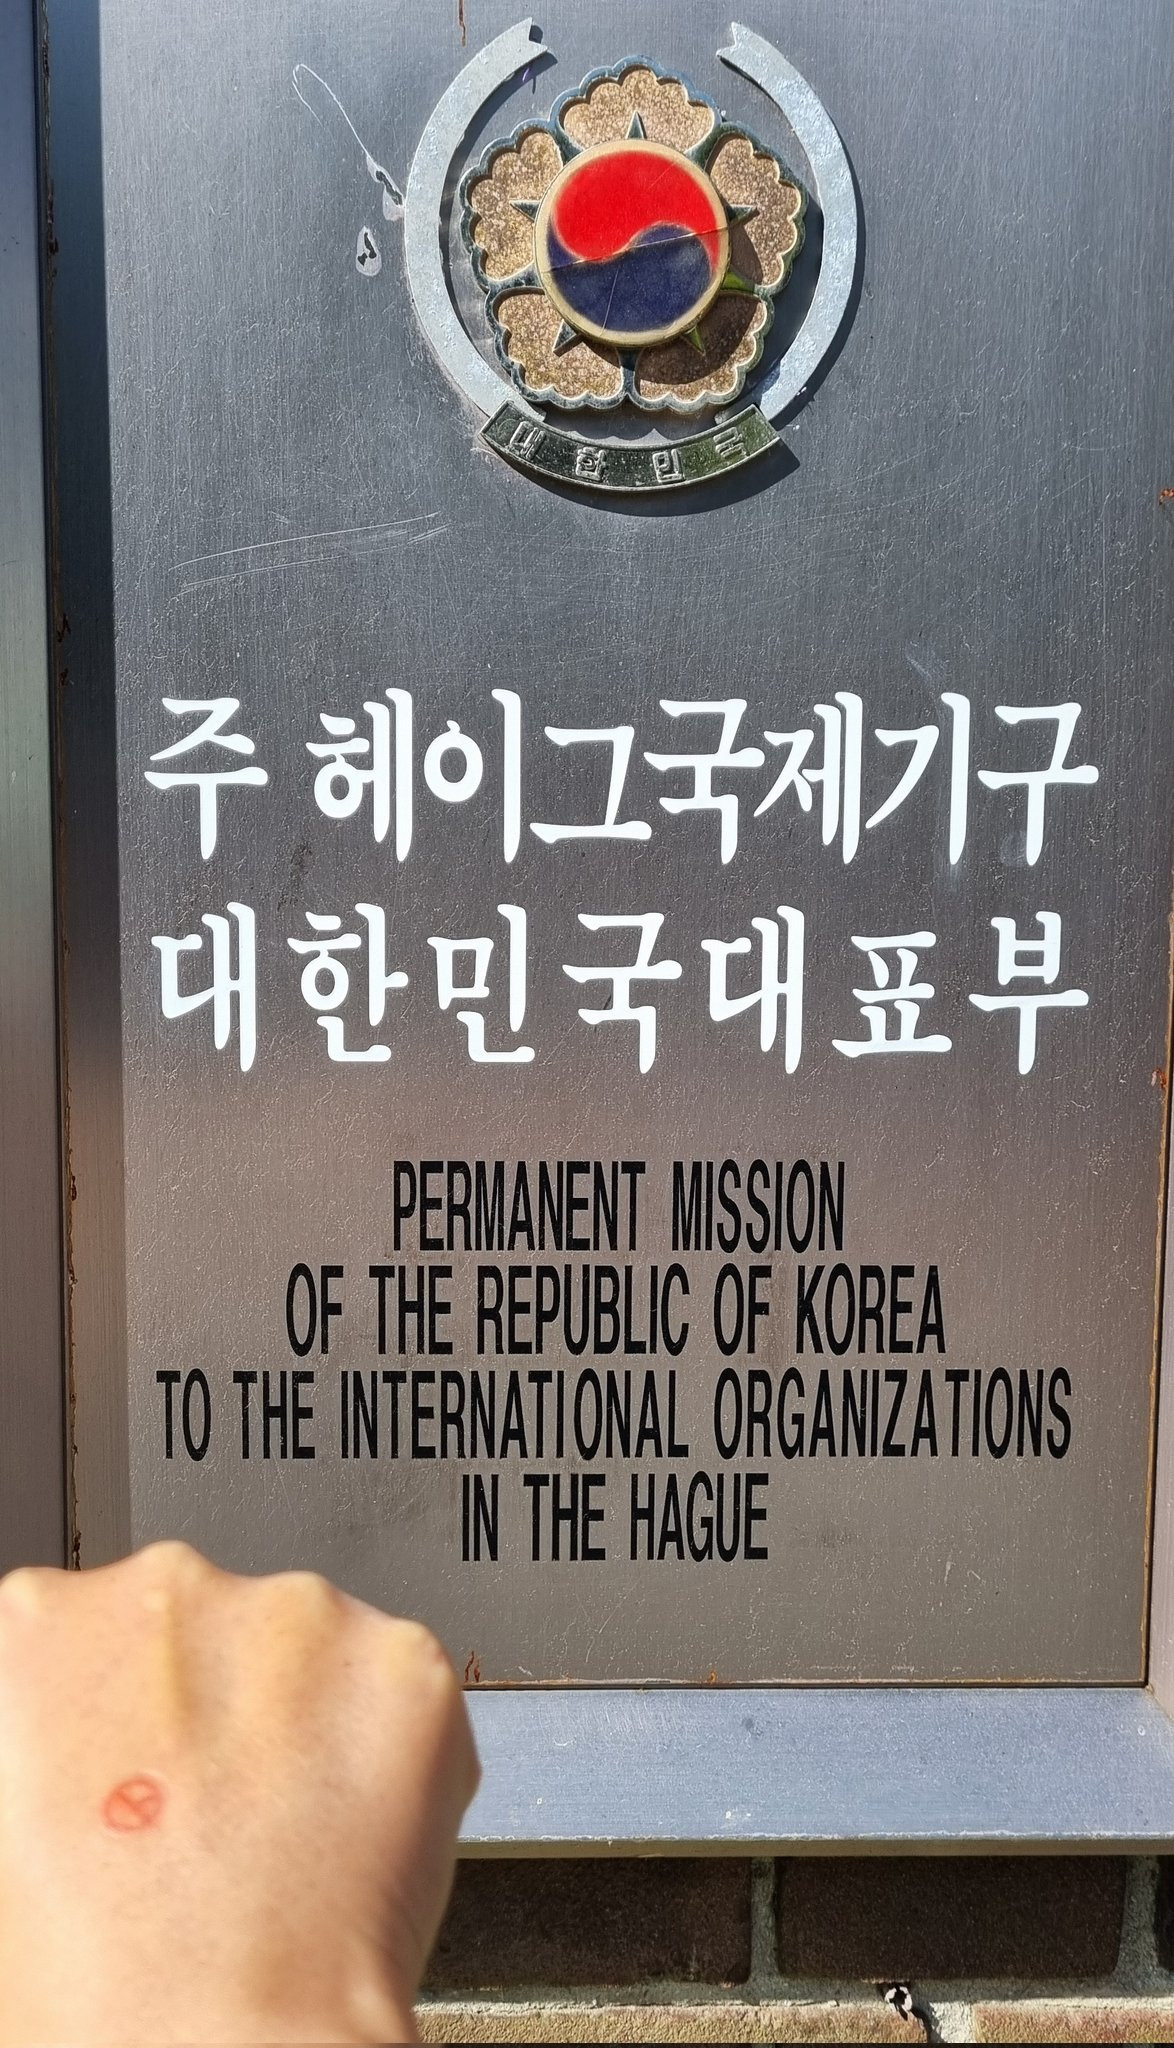 대한민국
주 헤이그국제기구
대한민국대표부
PERMANENT MISSION
OF THE REPUBLIC OF KOREA
TO THE INTERNATIONAL ORGANIZATIONS
IN THE HAGUE